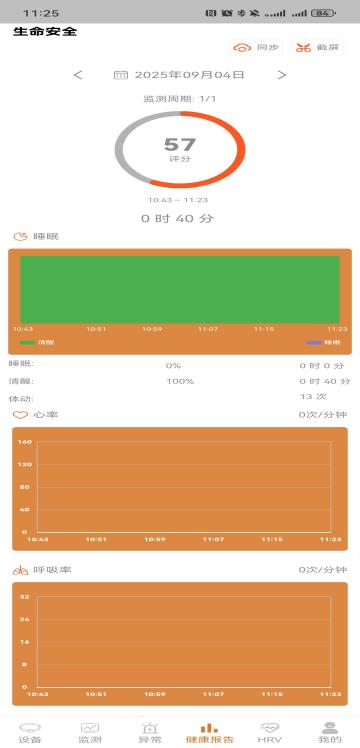 11:25 84
生命安全
同步 截屏
2025年09月04日
监测周期: 1/1
57
评分
10:43 ~ 11:23
0 时 40 分
睡眠
10:43 10:51 10:59 11:07 11:15 11:23
清醒 睡眠
睡眠: 0% 0 时 0 分
清醒: 100% 0 时 40 分
体动: 13 次
心率 0次/分钟
160
120
80
40
0
10:43 10:51 10:59 11:07 11:15 11:23
呼吸率 0次/分钟
32
24
16
8
0
10:43 10:51 10:59 11:07 11:15 11:23
设备 监测 异常 健康报告 HRV 我的